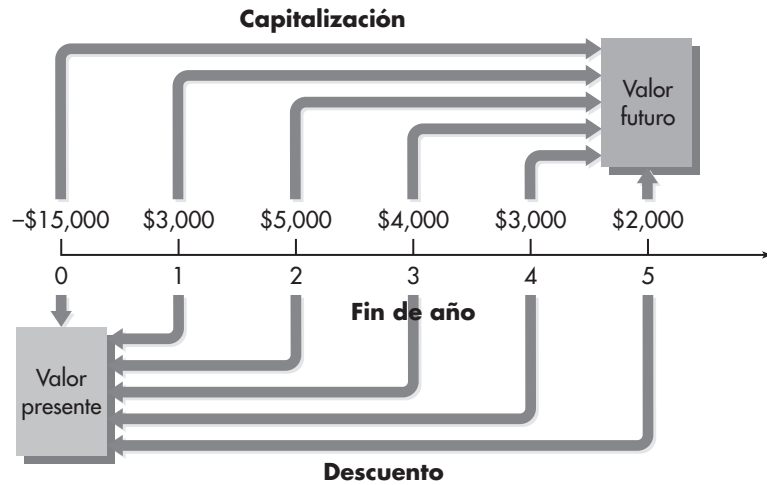 Capitalización
Valor
futuro
–$15,000 $3,000 $5,000 $4,000 $3,000 $2,000
0 1 2 3 4 5
Fin de año
Valor
presente
Descuento